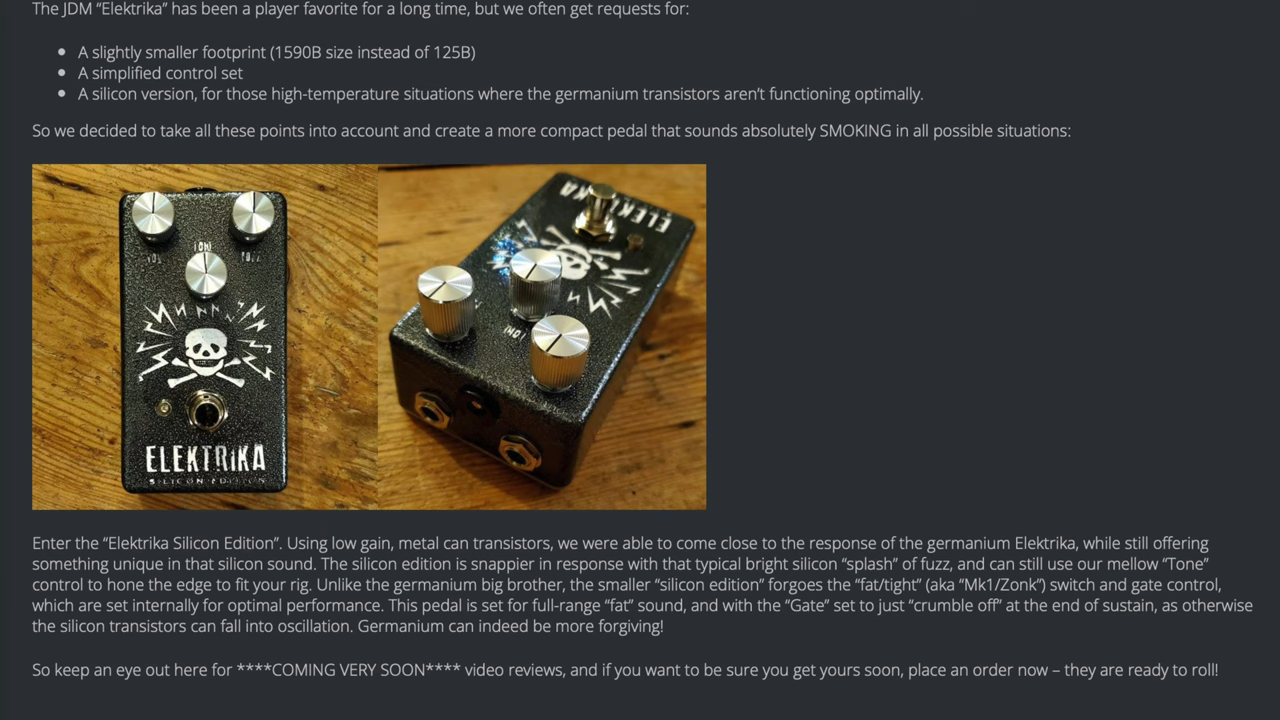 The JDM “Elektrika” has been a player favorite for a long time, but we often get requests for:
A slightly smaller footprint (1590B size instead of 125B)
A simplified control set
A silicon version, for those high-temperature situations where the germanium transistors aren’t functioning optimally.
So we decided to take all these points into account and create a more compact pedal that sounds absolutely SMOKING in all possible situations:
VOL
FUZZ
ELEKTRiKA
SILICON EDITION
ELEKTRiKA
Enter the “Elektrika Silicon Edition”. Using low gain, metal can transistors, we were able to come close to the response of the germanium Elektrika, while still offering
something unique in that silicon sound. The silicon edition is snappier in response with that typical bright silicon “splash” of fuzz, and can still use our mellow “Tone”
control to hone the edge to fit your rig. Unlike the germanium big brother, the smaller “silicon edition” forgoes the “fat/tight” (aka “Mk1/Zonk”) switch and gate control,
which are set internally for optimal performance. This pedal is set for full-range “fat” sound, and with the “Gate” set to just “crumble off” at the end of sustain, as otherwise
the silicon transistors can fall into oscillation. Germanium can indeed be more forgiving!
So keep an eye out here for ****COMING VERY SOON**** video reviews, and if you want to be sure you get yours soon, place an order now – they are ready to roll!